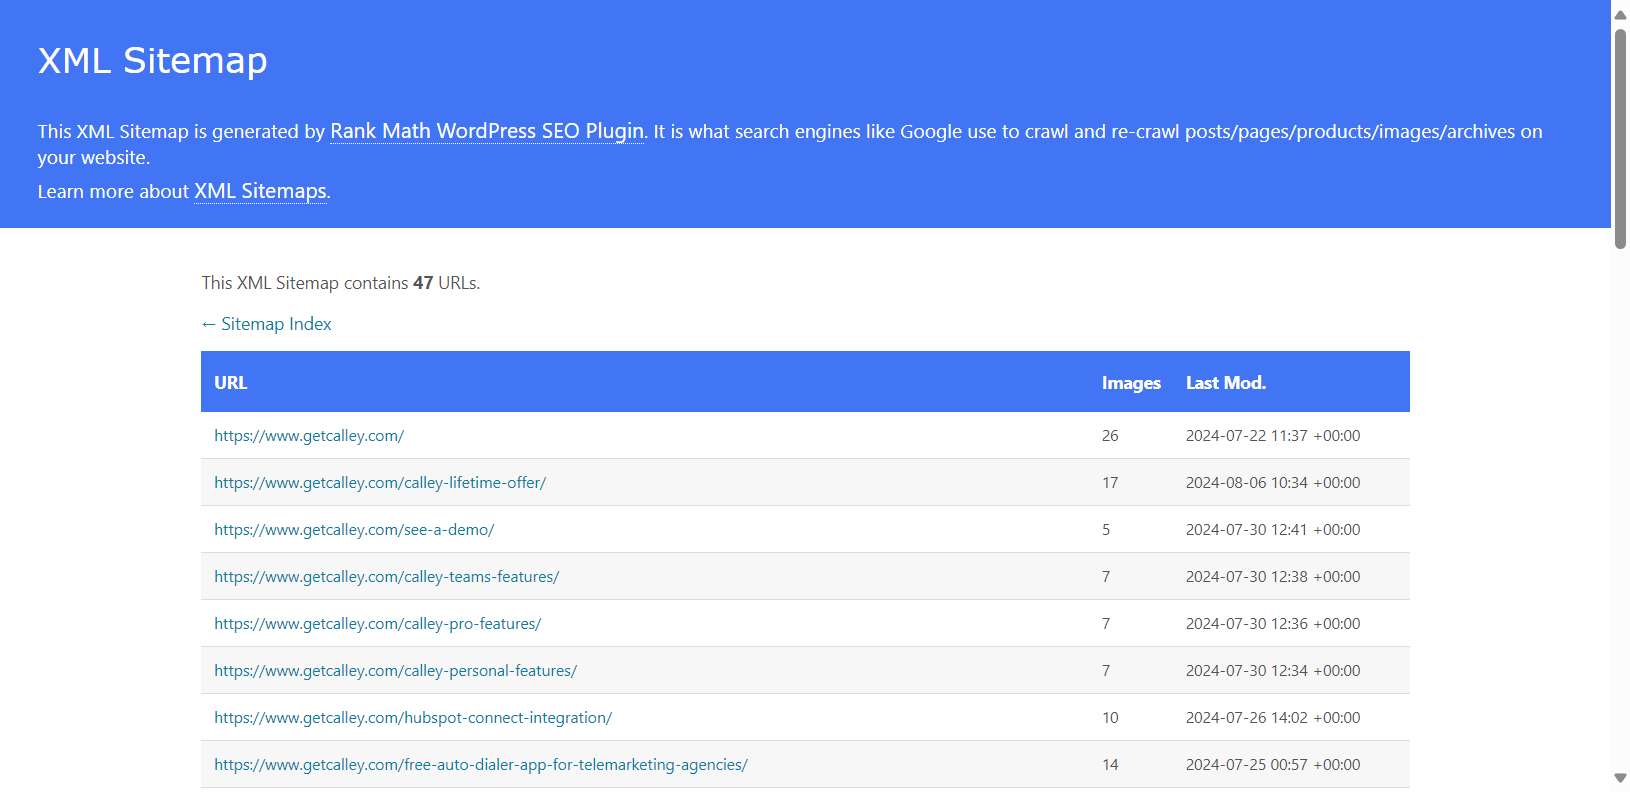 XML Sitemap
This XML Sitemap is generated by Rank Math WordPress SEO Plugin. It is what search engines like Google use to crawl and re-crawl posts/pages/products/images/archives on
your website.
Learn more about XML Sitemaps.
This XML Sitemap contains 47 URLs.
← Sitemap Index
URL Images Last Mod.
https://www.getcalley.com/ 26 2024-07-22 11:37 +00:00
https://www.getcalley.com/calley-lifetime-offer/ 17 2024-08-06 10:34 +00:00
https://www.getcalley.com/see-a-demo/ 5 2024-07-30 12:41 +00:00
https://www.getcalley.com/calley-teams-features/ 7 2024-07-30 12:38 +00:00
https://www.getcalley.com/calley-pro-features/ 7 2024-07-30 12:36 +00:00
https://www.getcalley.com/calley-personal-features/ 7 2024-07-30 12:34 +00:00
https://www.getcalley.com/hubspot-connect-integration/ 10 2024-07-26 14:02 +00:00
https://www.getcalley.com/free-auto-dialer-app-for-telemarketing-agencies/ 14 2024-07-25 00:57 +00:00